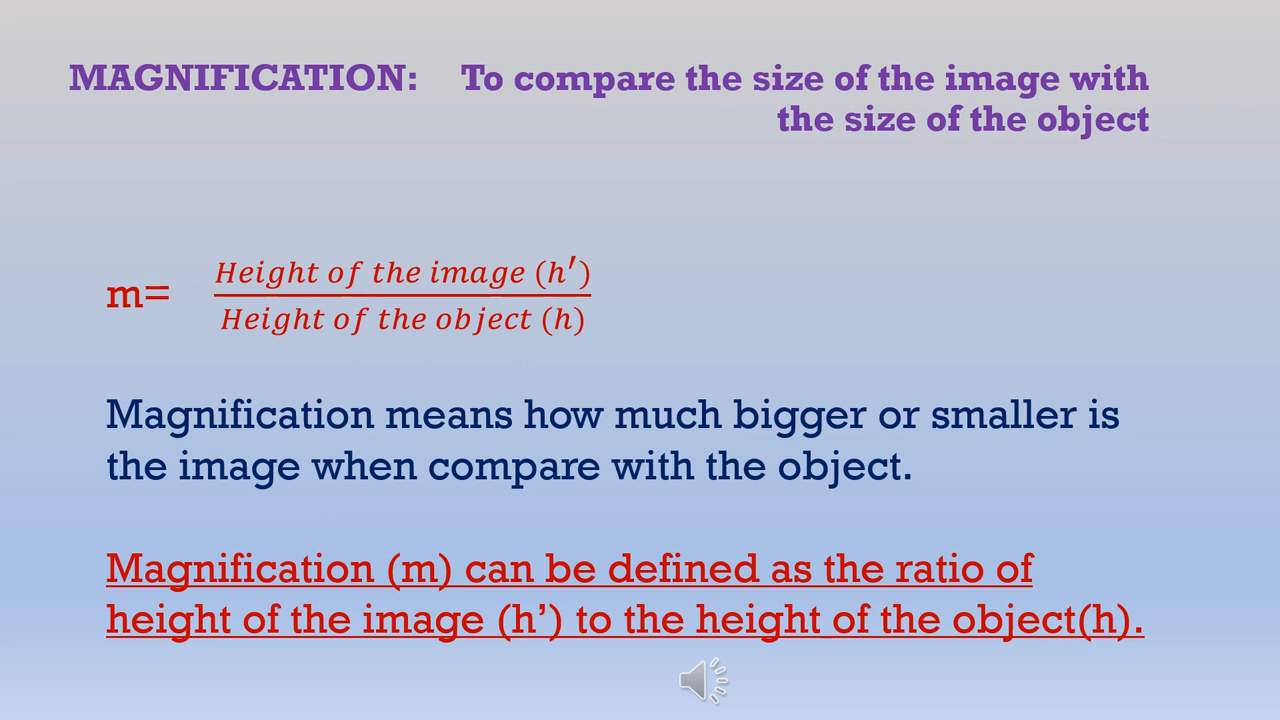 MAGNIFICATION: To compare the size of the image with
the size of the object
m= Height of the image (h′)
Height of the object (h)
Magnification means how much bigger or smaller is
the image when compare with the object.
Magnification (m) can be defined as the ratio of
height of the image (h’) to the height of the object(h).